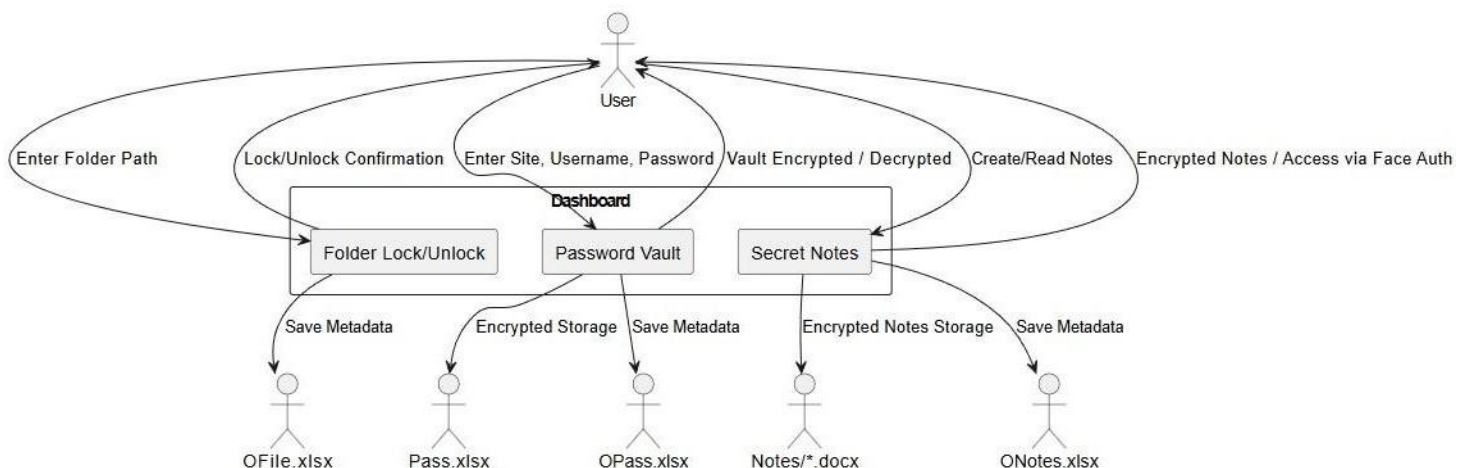 User
Enter Folder Path
Lock/Unlock Confirmation
Enter Site, Username, Password
Vault Encrypted / Decrypted
Create/Read Notes
Encrypted Notes / Access via Face Auth
Dashboard
Folder Lock/Unlock
Password Vault
Secret Notes
Save Metadata
Encrypted Storage
Save Metadata
Encrypted Notes Storage
Save Metadata
OFile.xlsx
Pass.xlsx
OPass.xlsx
Notes/*.docx
ONotes.xlsx